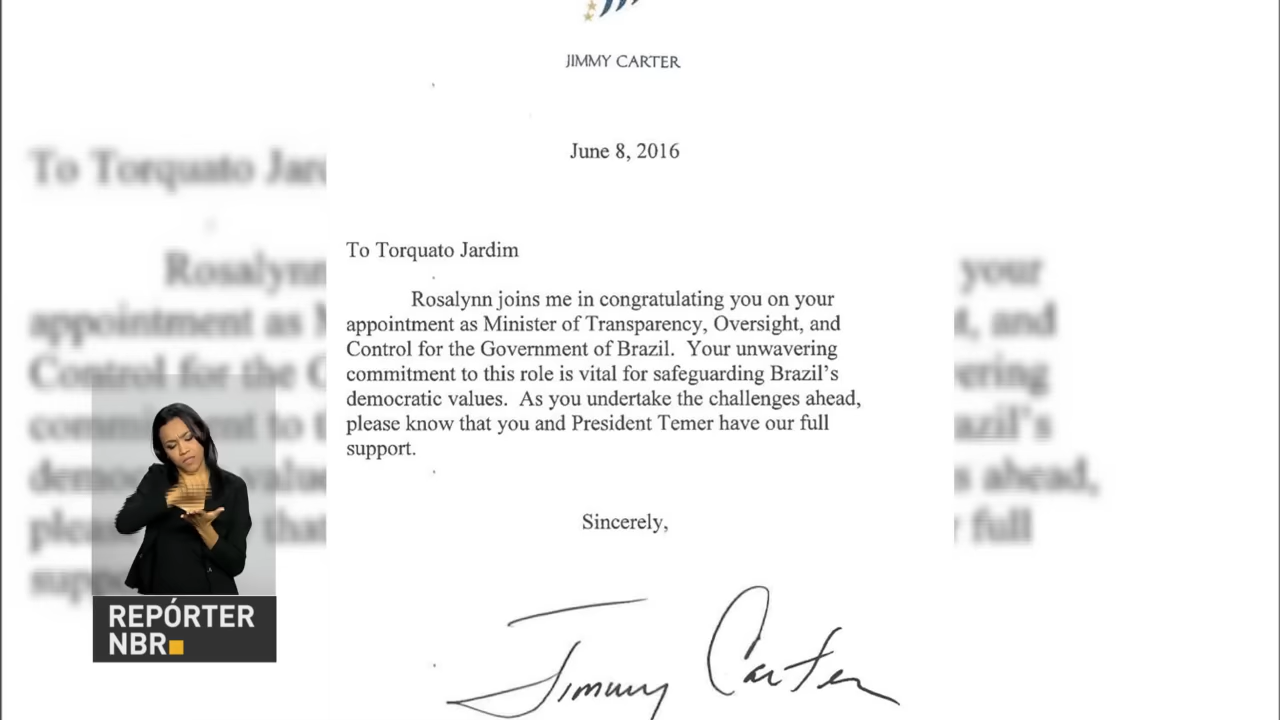 JIMMY CARTER
June 8, 2016
To Torquato Jardim
Rosalynn joins me in congratulating you on your
appointment as Minister of Transparency, Oversight, and
Control for the Government of Brazil. Your unwavering
commitment to this role is vital for safeguarding Brazil's
democratic values. As you undertake the challenges ahead,
please know that you and President Temer have our full
support.
Sincerely,
Jimmy Carter
REPÓRTER
NBR